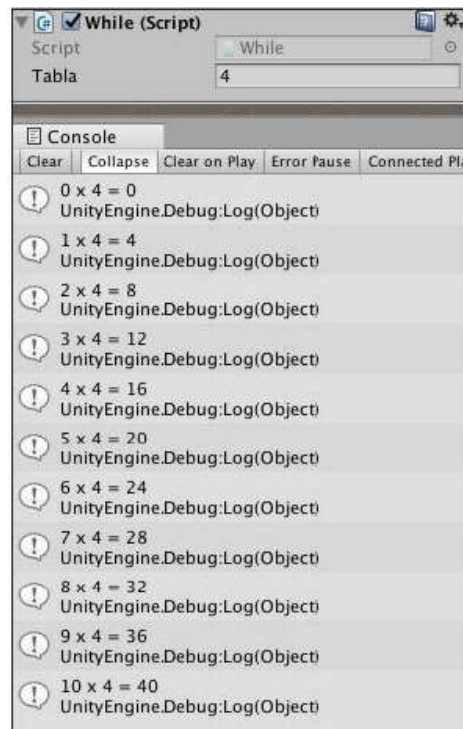 While (Script)
Script While
Tabla 4
Console
Clear Collapse Clear on Play Error Pause Connected
0 x 4 = 0
UnityEngine.Debug:Log(Object)
1 x 4 = 4
UnityEngine.Debug:Log(Object)
2 x 4 = 8
UnityEngine.Debug:Log(Object)
3 x 4 = 12
UnityEngine.Debug:Log(Object)
4 x 4 = 16
UnityEngine.Debug:Log(Object)
5 x 4 = 20
UnityEngine.Debug:Log(Object)
6 x 4 = 24
UnityEngine.Debug:Log(Object)
7 x 4 = 28
UnityEngine.Debug:Log(Object)
8 x 4 = 32
UnityEngine.Debug:Log(Object)
9 x 4 = 36
UnityEngine.Debug:Log(Object)
10 x 4 = 40
UnityEngine.Debug:Log(Object)